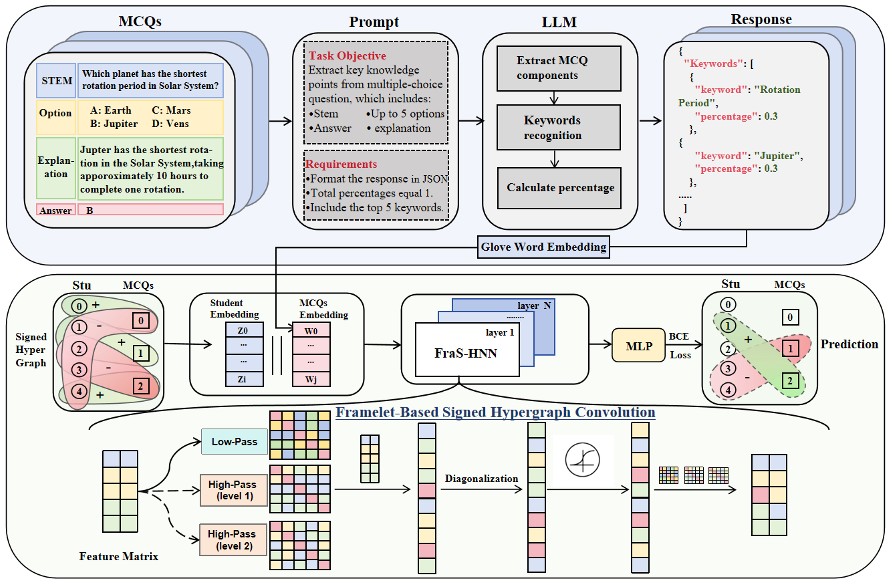 MCQs
Prompt
LLM
Response
STEM
Which planet has the shortest
rotation period in Solar System?
Option
A: Earth C: Mars
B: Jupiter D: Vens
Explan-
ation
Jupter has the shortest rota-
tion in the Solar System,taking
apporoximately 10 hours to
complete one rotation.
Answer
B
Task Objective
Extract key knowledge
points from multiple-choice
question, which includes:
•Stem •Up to 5 options
•Answer • explanation
Requirements
•Format the response in JSON
•Total percentages equal 1.
•Include the top 5 keywords.
Extract MCQ
components
Keywords
recognition
Calculate percentage
{
"Keywords": [
{
"keyword": "Rotation
Period",
"percentage": 0.3
},
{
"keyword": "Jupiter",
"percentage": 0.3
},
.....
]
}
Glove Word Embedding
Signed
Hyper
Graph
Stu MCQs
0
1
2
3
4
+
-
+
-
+
0
1
2
Student
Embedding
Z0
...
...
Zi
MCQs
Embedding
W0
...
...
Wj
layer N
........
layer 1
FraS-HNN
MLP
BCE
Loss
Stu MCQs
0
1
2
3
4
+
-
0
1
2
Prediction
Framelet-Based Signed Hypergraph Convolution
Feature Matrix
Low-Pass
High-Pass
(level 1)
High-Pass
(level 2)
Diagonalization